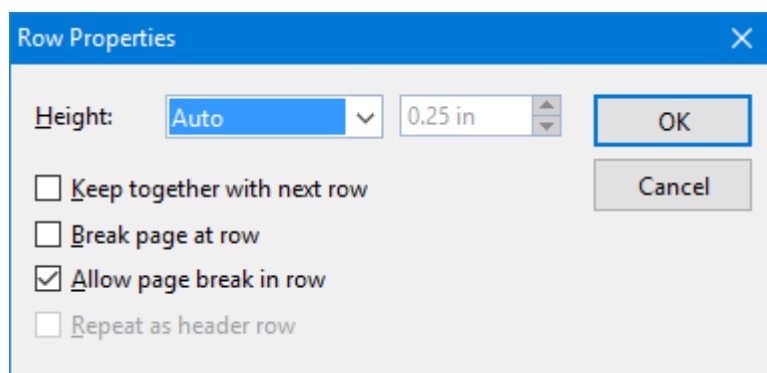 Row Properties
Height: Auto 0.25 in OK
Keep together with next row Cancel
Break page at row
Allow page break in row
Repeat as header row